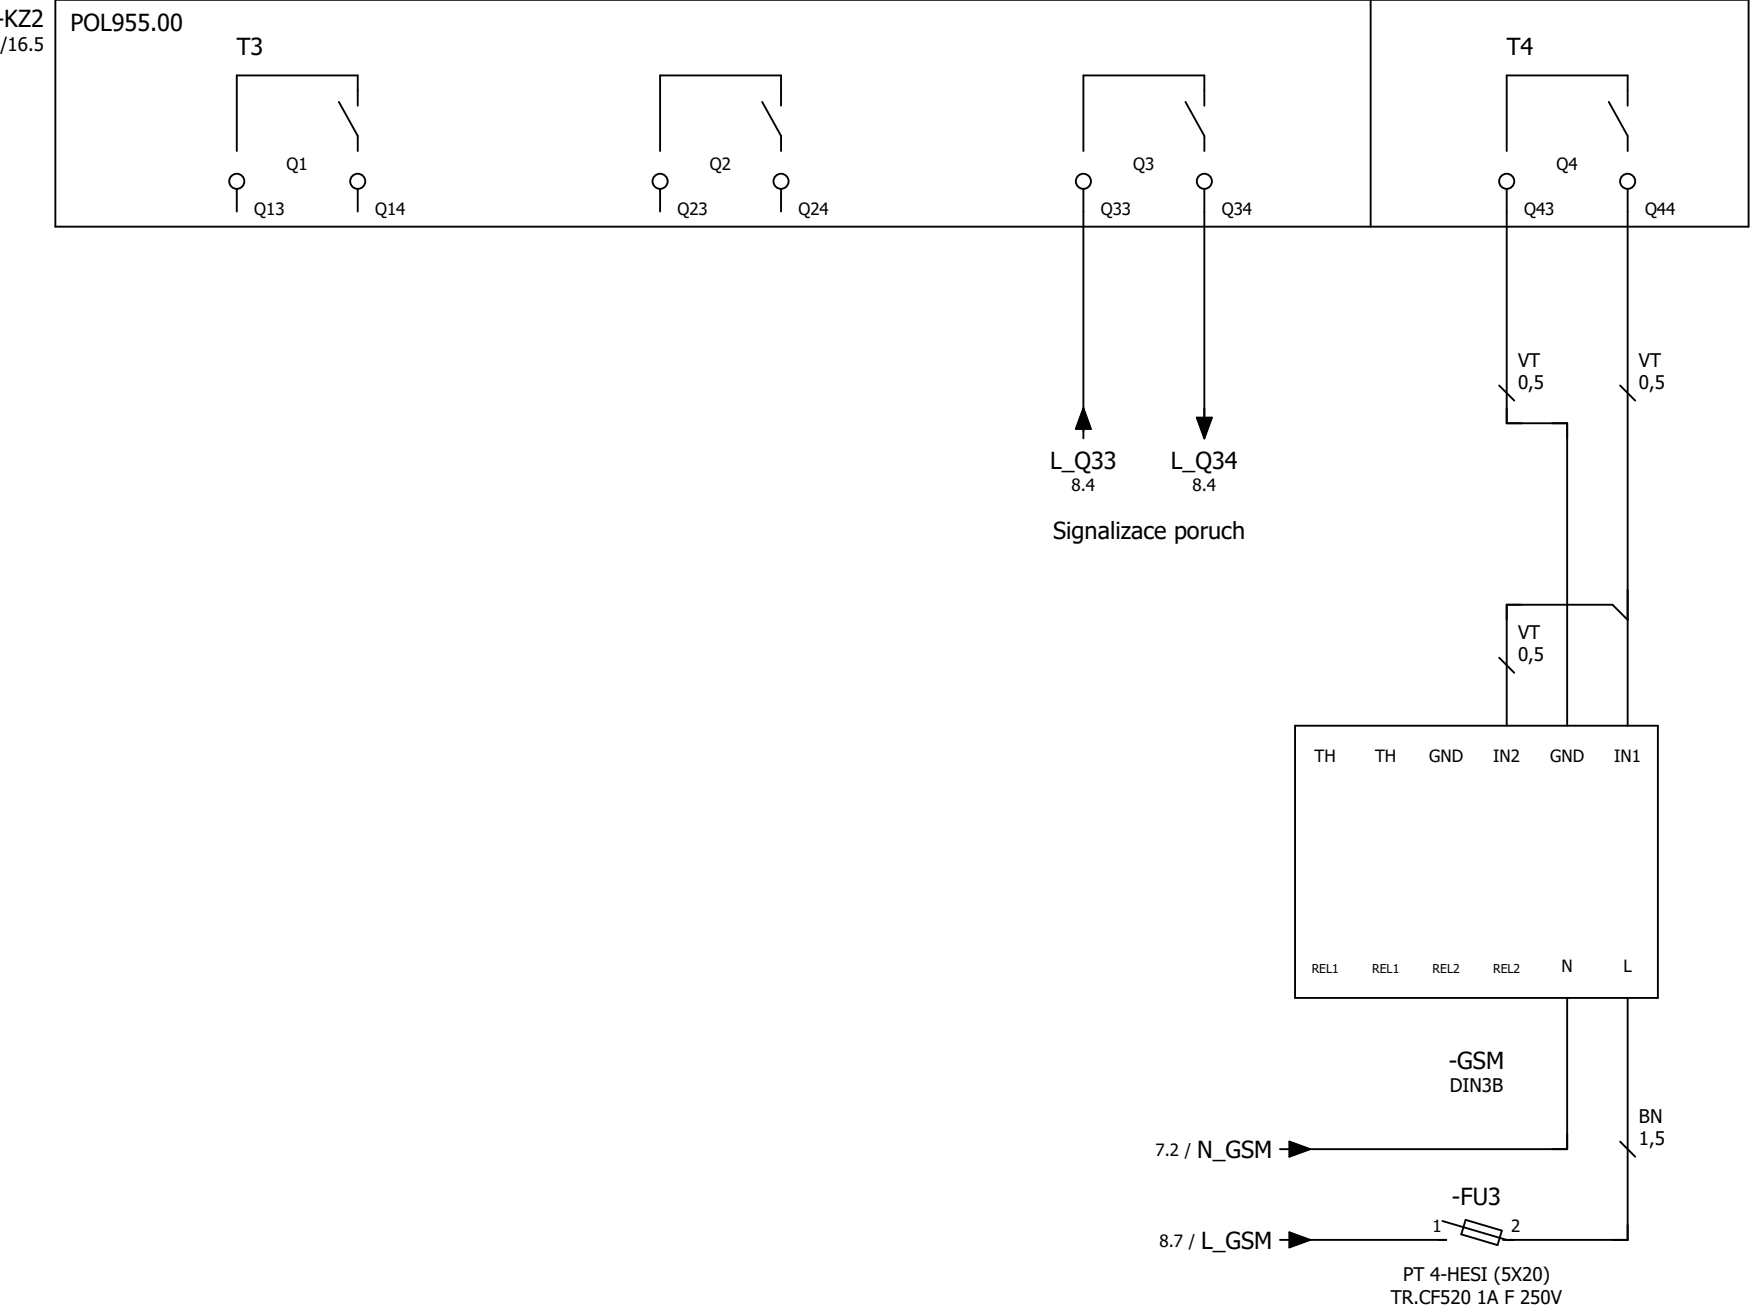 -KZ2
/16.5
POL955.00
T3
T4
Q1
Q2
Q3
Q4
Q13
Q14
Q23
Q24
Q33
Q34
Q43
Q44
VT
0,5
VT
0,5
L_Q33
8.4
L_Q34
8.4
Signalizace poruch
VT
0,5
TH
TH
GND
IN2
GND
IN1
REL1
REL1
REL2
REL2
N
L
-GSM
DIN3B
BN
1,5
7.2 / N_GSM
-FU3
1
2
8.7 / L_GSM
PT 4-HESI (5X20)
TR.CF520 1A F 250V